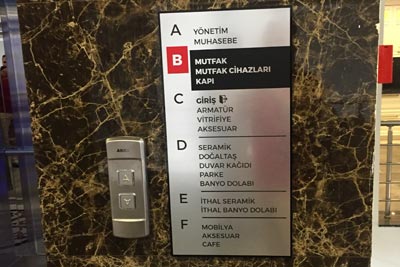 A
YÖNETİM
MUHASEBE
B
MUTFAK
MUTFAK CİHAZLARI
KAPI
C
GİRİŞ
ARMATÜR
VİTRİFİYE
AKSESUAR
D
SERAMİK
DOĞALTAŞ
DUVAR KAĞIDI
PARKE
BANYO DOLABI
E
İTHAL SERAMİK
İTHAL BANYO DOLABI
F
MOBİLYA
AKSESUAR
CAFE